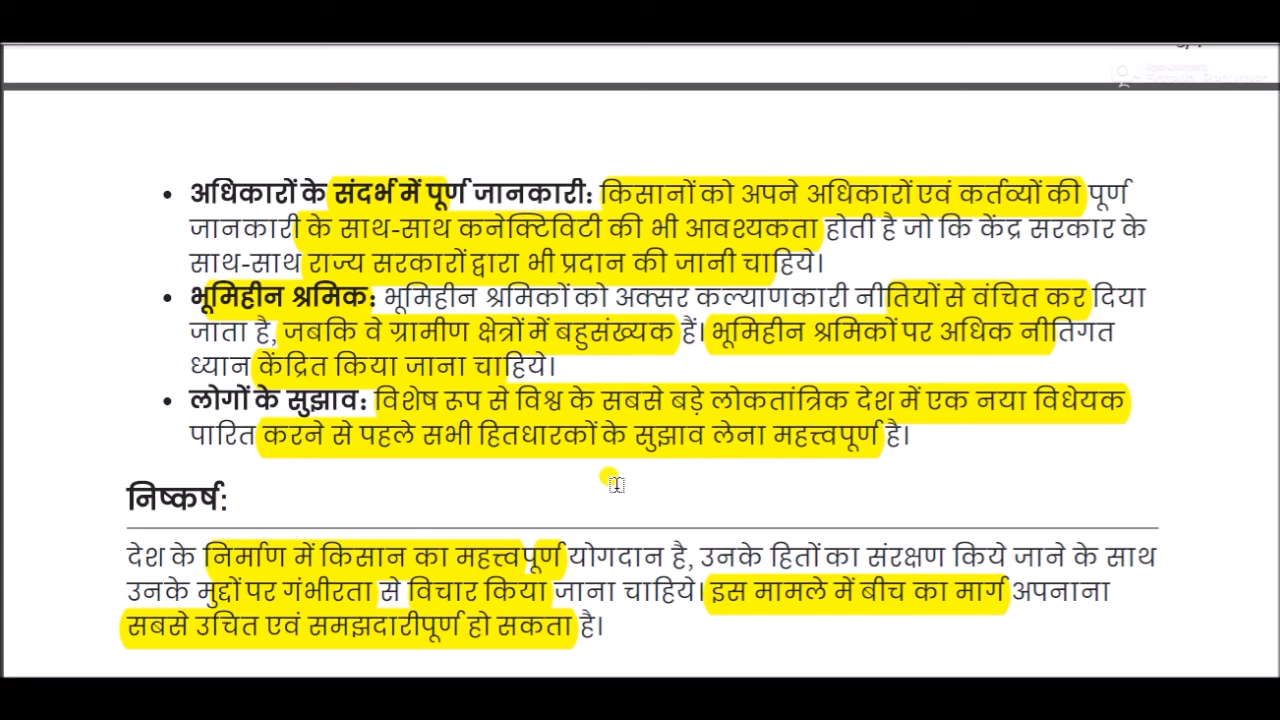 • अधिकारों के संदर्भ में पूर्ण जानकारी: किसानों को अपने अधिकारों एवं कर्तव्यों की पूर्ण
जानकारी के साथ-साथ कनेक्टिविटी की भी आवश्यकता होती है जो कि केंद्र सरकार के
साथ-साथ राज्य सरकारों द्वारा भी प्रदान की जानी चाहिये।
• भूमिहीन श्रमिक: भूमिहीन श्रमिकों को अक्सर कल्याणकारी नीतियों से वंचित कर दिया
जाता है, जबकि वे ग्रामीण क्षेत्रों में बहुसंख्यक हैं। भूमिहीन श्रमिकों पर अधिक नीतिगत
ध्यान केंद्रित किया जाना चाहिये।
• लोगों के सुझाव: विशेष रूप से विश्व के सबसे बड़े लोकतांत्रिक देश में एक नया विधेयक
पारित करने से पहले सभी हितधारकों के सुझाव लेना महत्त्वपूर्ण है।
निष्कर्ष:
देश के निर्माण में किसान का महत्त्वपूर्ण योगदान है, उनके हितों का संरक्षण किये जाने के साथ
उनके मुद्दों पर गंभीरता से विचार किया जाना चाहिये। इस मामले में बीच का मार्ग अपनाना
सबसे उचित एवं समझदारीपूर्ण हो सकता है।